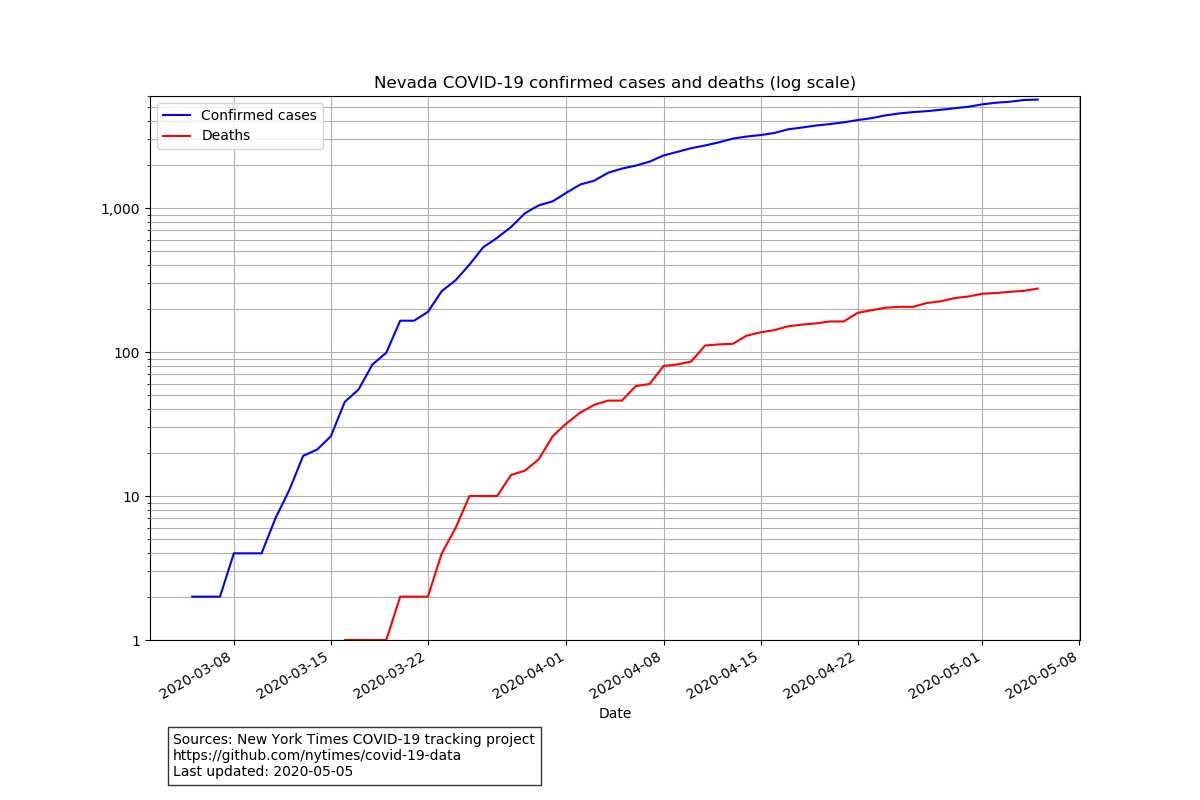 Nevada COVID-19 confirmed cases and deaths (log scale)
Confirmed cases
Deaths
1,000
100
10
1
2020-03-08
2020-03-15
2020-03-22
2020-04-01
2020-04-08
2020-04-15
2020-04-22
2020-05-01
2020-05-08
Date
Sources: New York Times COVID-19 tracking project
https://github.com/nytimes/covid-19-data
Last updated: 2020-05-05